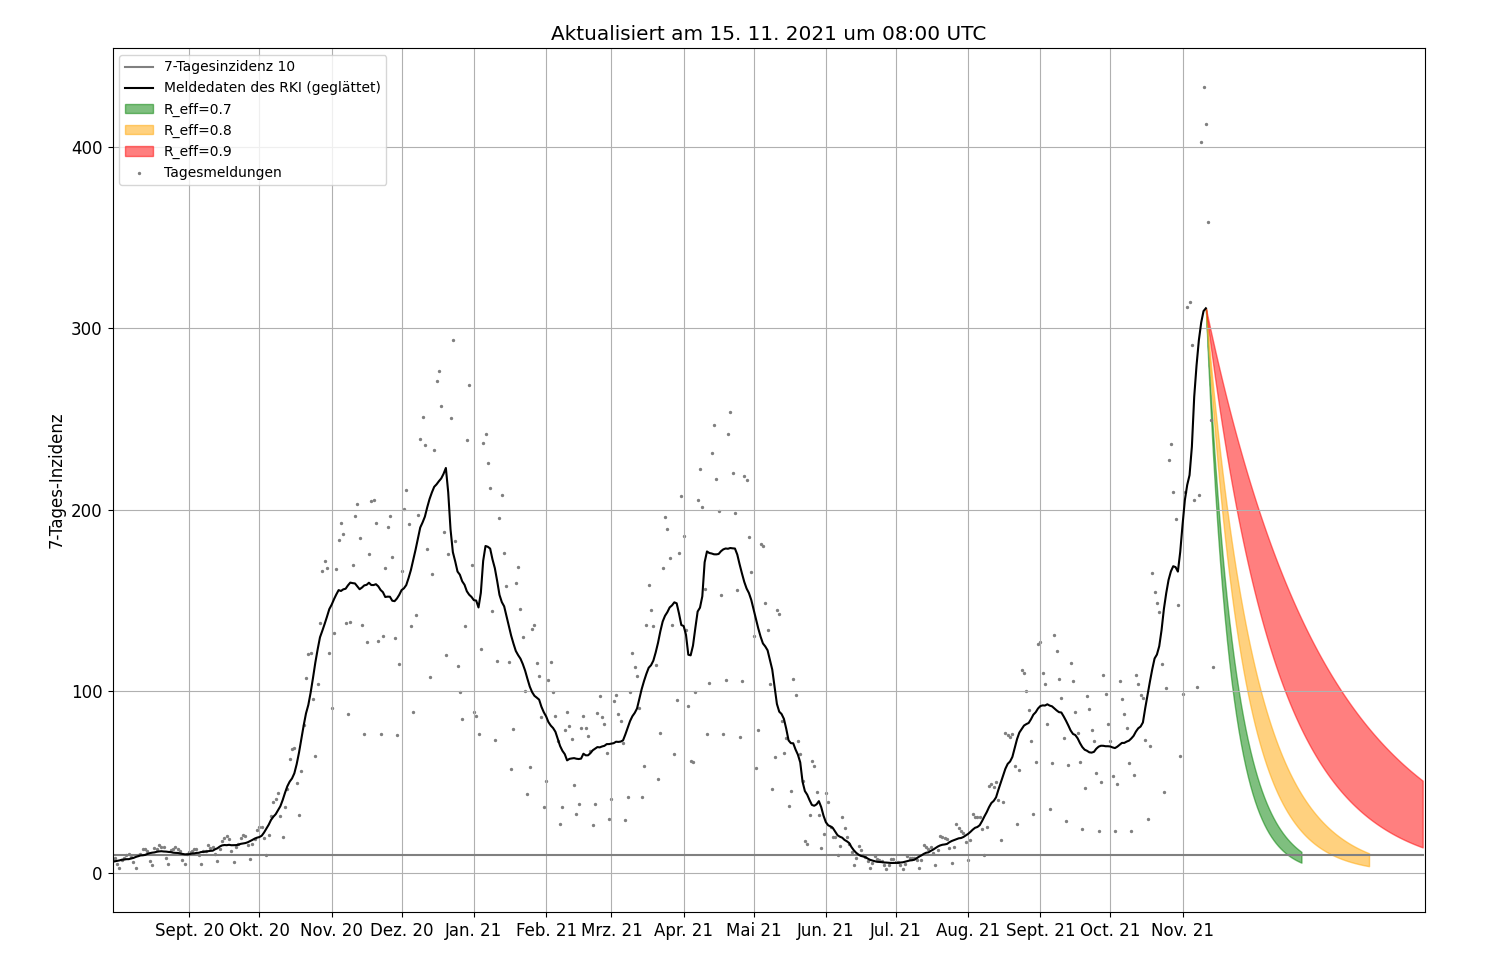 Aktualisiert am 15. 11. 2021 um 08:00 UTC
7-Tagesinzidenz 10
Meldedaten des RKI (geglättet)
R_eff=0.7
R_eff=0.8
R_eff=0.9
Tagesmeldungen
7-Tages-Inzidenz
400
300
200
100
0
Sept. 20 Okt. 20 Nov. 20 Dez. 20 Jan. 21 Feb. 21 Mrz. 21 Apr. 21 Mai 21 Jun. 21 Jul. 21 Aug. 21 Sept. 21 Oct. 21 Nov. 21